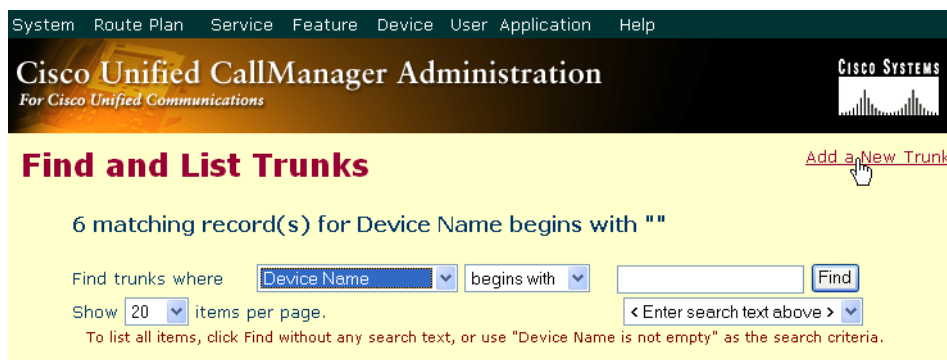 System Route Plan Service Feature Device User Application Help
Cisco Unified CallManager Administration
For Cisco Unified Communications
CISCO SYSTEMS
Find and List Trunks
Add a New Trunk
6 matching record(s) for Device Name begins with ""
Find trunks where Device Name begins with Find
Show 20 items per page. < Enter search text above >
To list all items, click Find without any search text, or use "Device Name is not empty" as the search criteria.